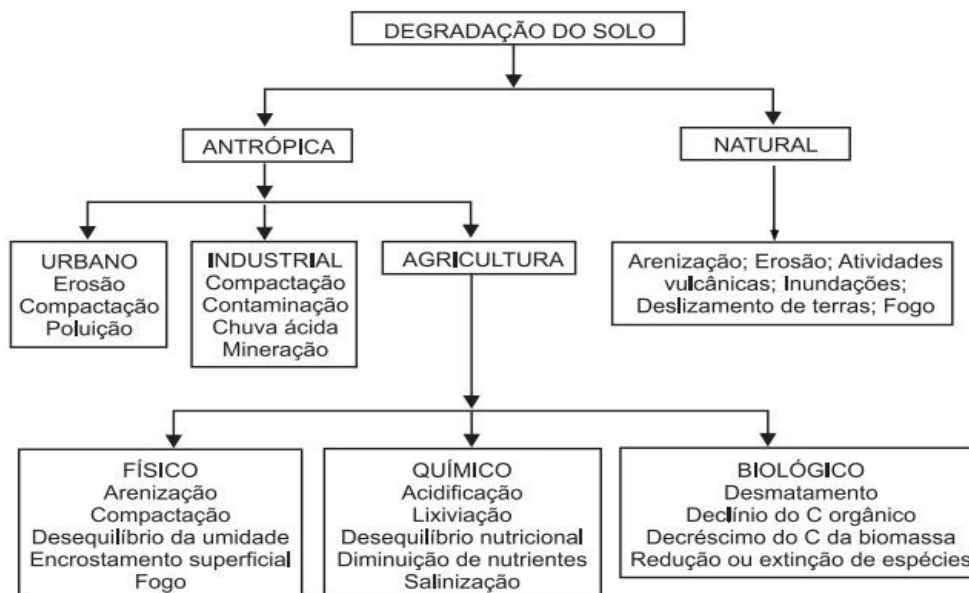 DEGRADAÇÃO DO SOLO
ANTRÓPICA
NATURAL
URBANO
Erosão
Compactação
Poluição
INDUSTRIAL
Compactação
Contaminação
Chuva ácida
Mineração
AGRICULTURA
Arenização; Erosão; Atividades
vulcânicas; Inundações;
Deslizamento de terras; Fogo
FÍSICO
Arenização
Compactação
Desequilíbrio da umidade
Encrostamento superficial
Fogo
QUÍMICO
Acidificação
Lixiviação
Desequilíbrio nutricional
Diminuição de nutrientes
Salinização
BIOLÓGICO
Desmatamento
Declínio do C orgânico
Decréscimo do C da biomassa
Redução ou extinção de espécies